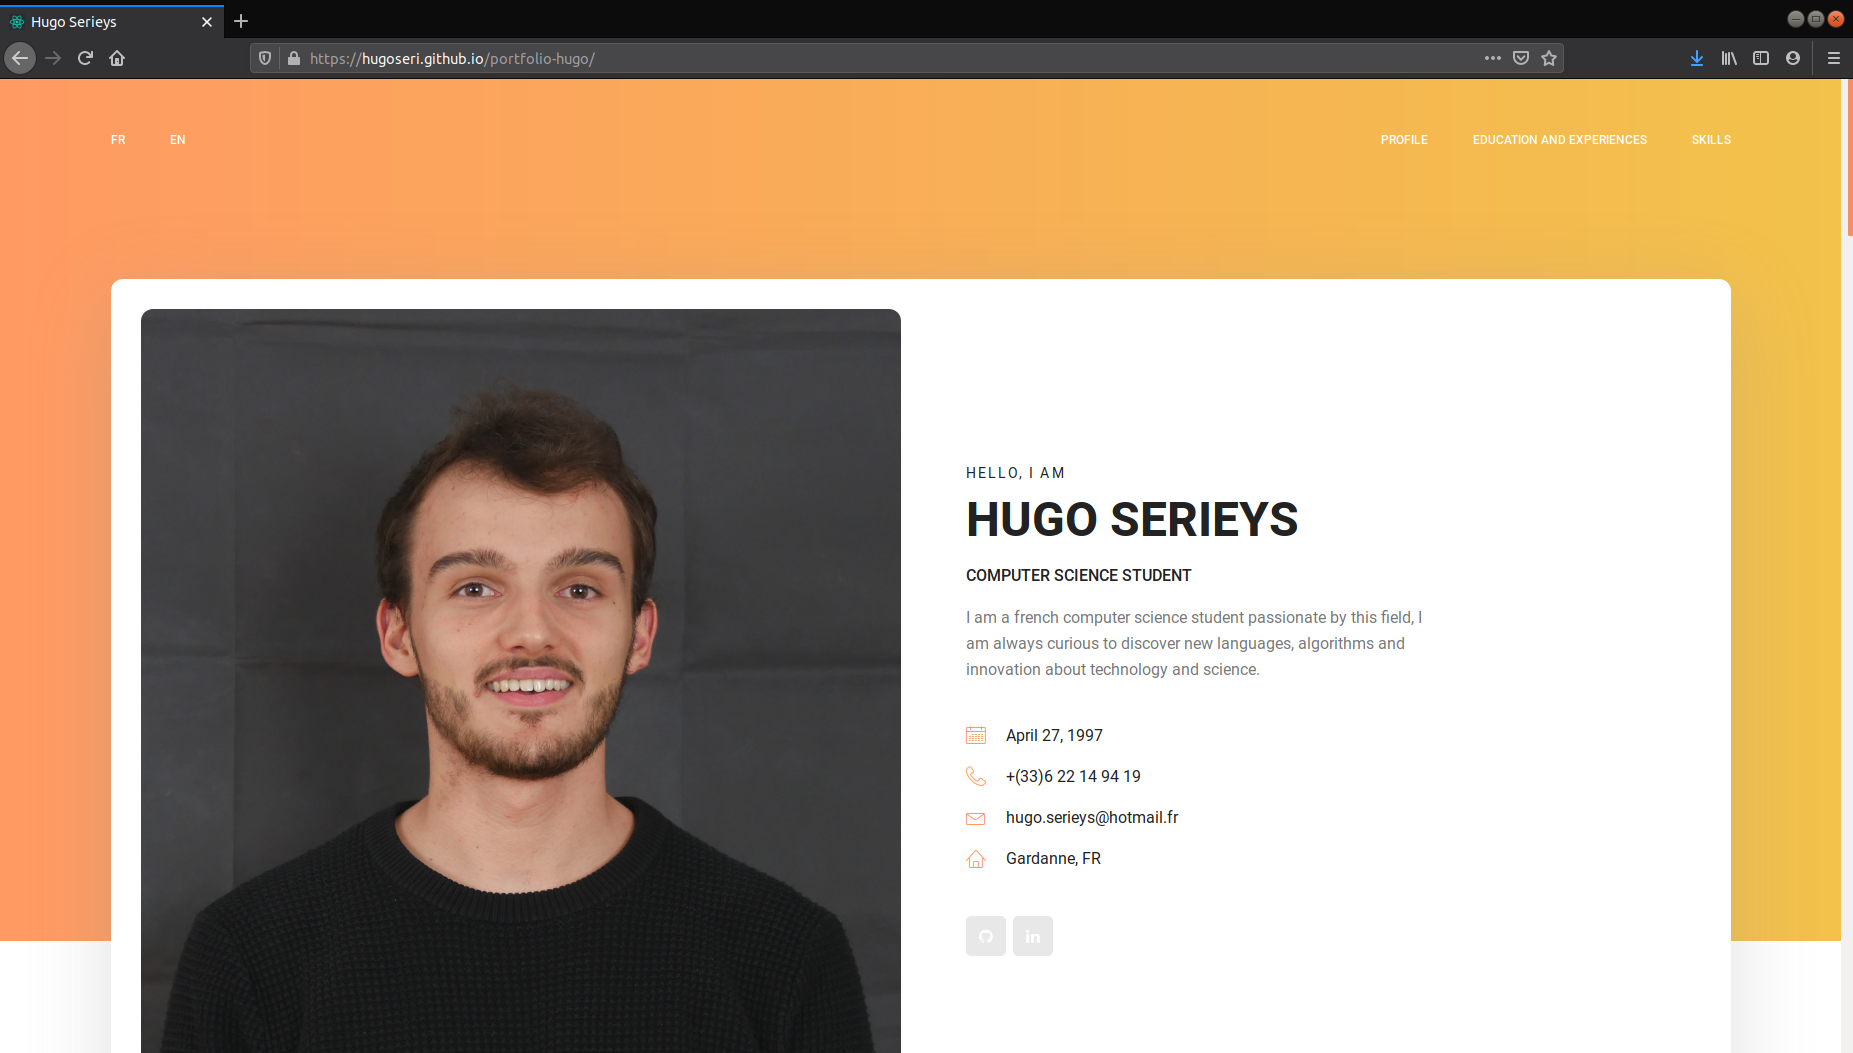 Hugo Serieys
https://hugoseri.github.io/portfolio-hugo/
FR EN PROFILE EDUCATION AND EXPERIENCES SKILLS
HELLO, I AM
HUGO SERIEYS
COMPUTER SCIENCE STUDENT
I am a french computer science student passionate by this field, I
am always curious to discover new languages, algorithms and
innovation about technology and science.
April 27, 1997
+(33)6 22 14 94 19
hugo.serieys@hotmail.fr
Gardanne, FR
in